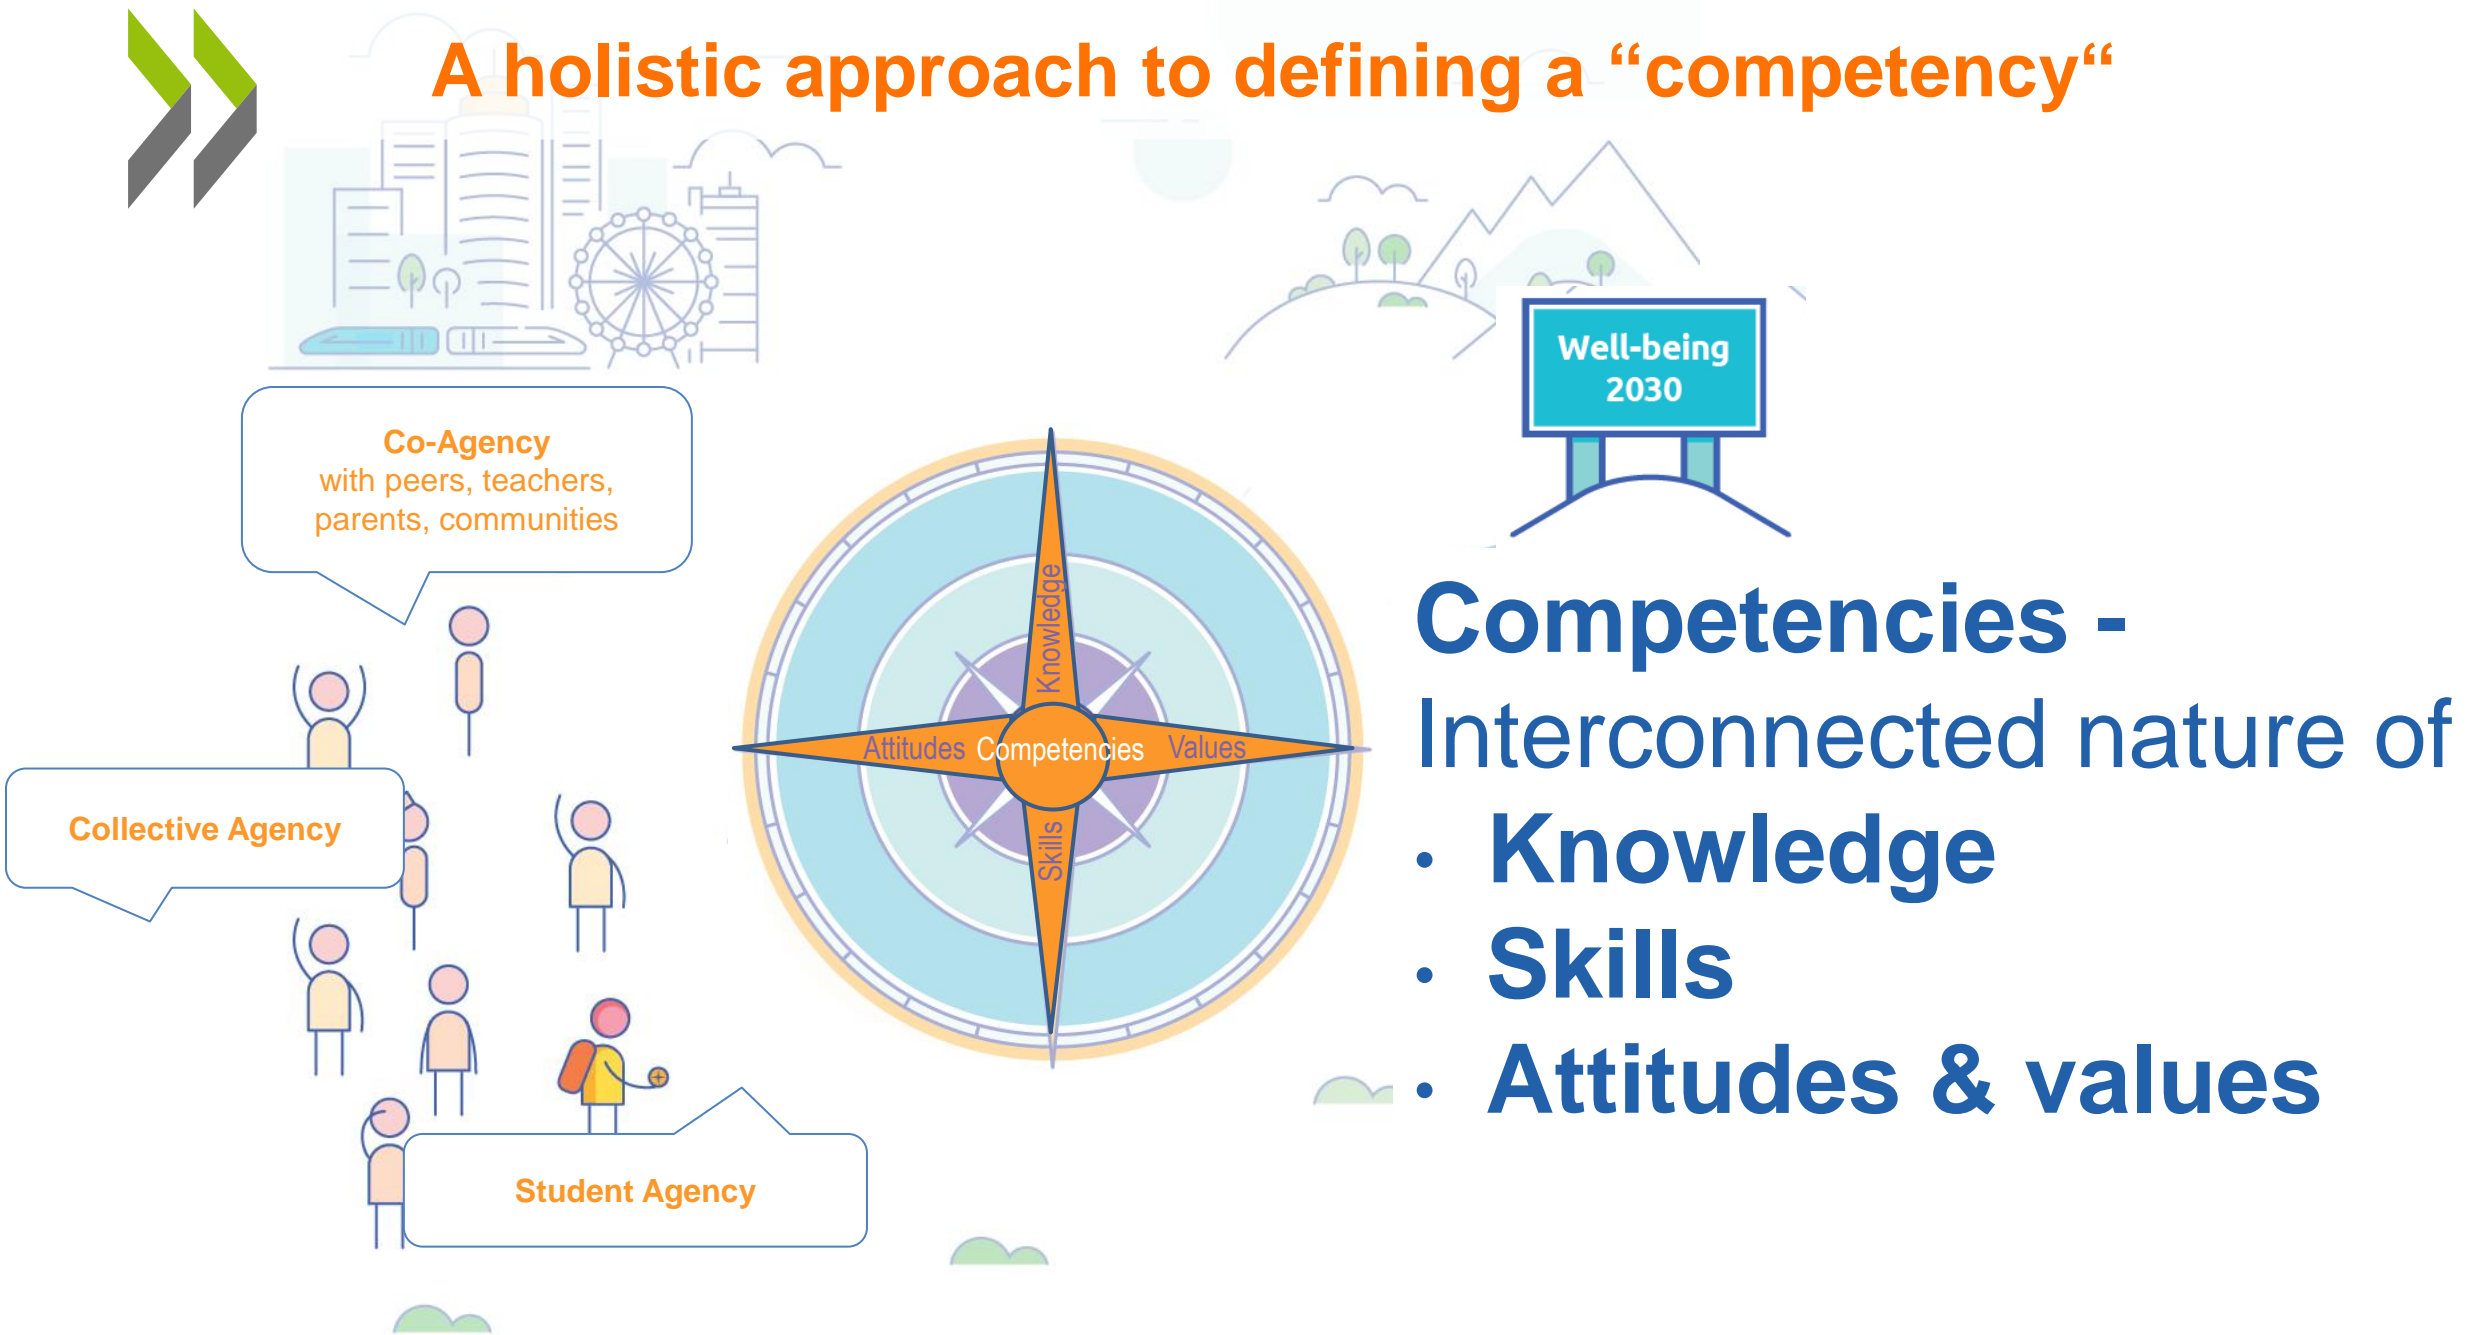 A holistic approach to defining a “competency“
Well-being
2030
Co-Agency
with peers, teachers,
parents, communities
Collective Agency
Student Agency
Knowledge
Attitudes Competencies Values
Skills
Competencies -
Interconnected nature of
• Knowledge
• Skills
• Attitudes & values